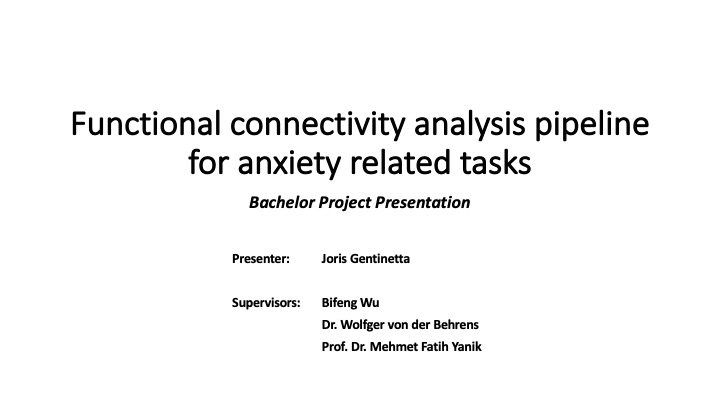 Functional connectivity analysis pipeline
for anxiety related tasks
Bachelor Project Presentation
Presenter: Joris Gentinetta
Supervisors: Bifeng Wu
Dr. Wolfger von der Behrens
Prof. Dr. Mehmet Fatih Yanik